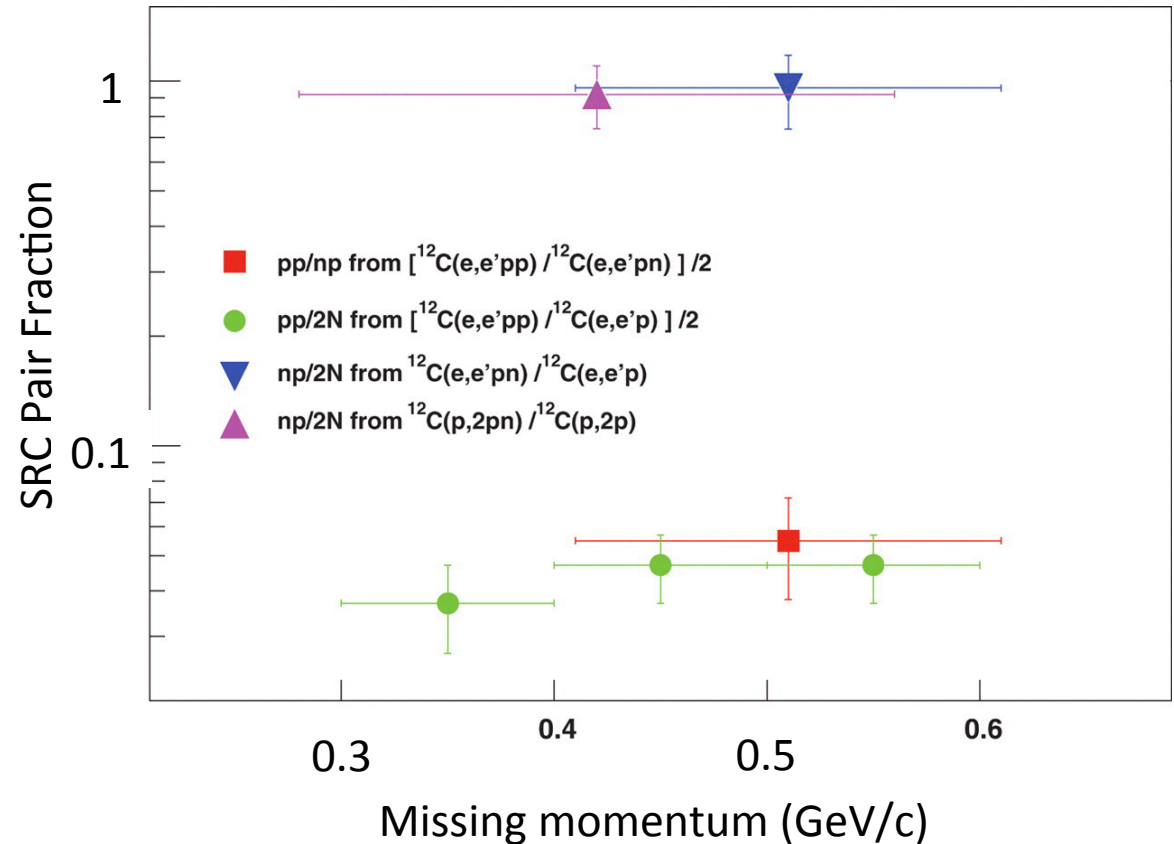 1
0.1
SRC Pair Fraction
pp/np from [¹²C(e,e'pp) /¹²C(e,e'pn) ] /2
pp/2N from [¹²C(e,e'pp) /¹²C(e,e'p) ] /2
np/2N from ¹²C(e,e'pn) /¹²C(e,e'p)
np/2N from ¹²C(p,2pn) /¹²C(p,2p)
0.3
0.4
0.5
0.6
Missing momentum (GeV/c)